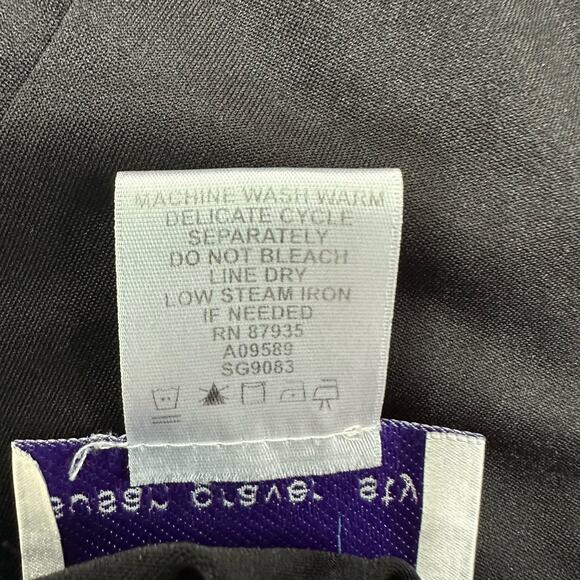 MACHINE WASH WARM
DELICATE CYCLE
SEPARATELY
DO NOT BLEACH
LINE DRY
LOW STEAM IRON
IF NEEDED
RN 87935
A09589
SG9083